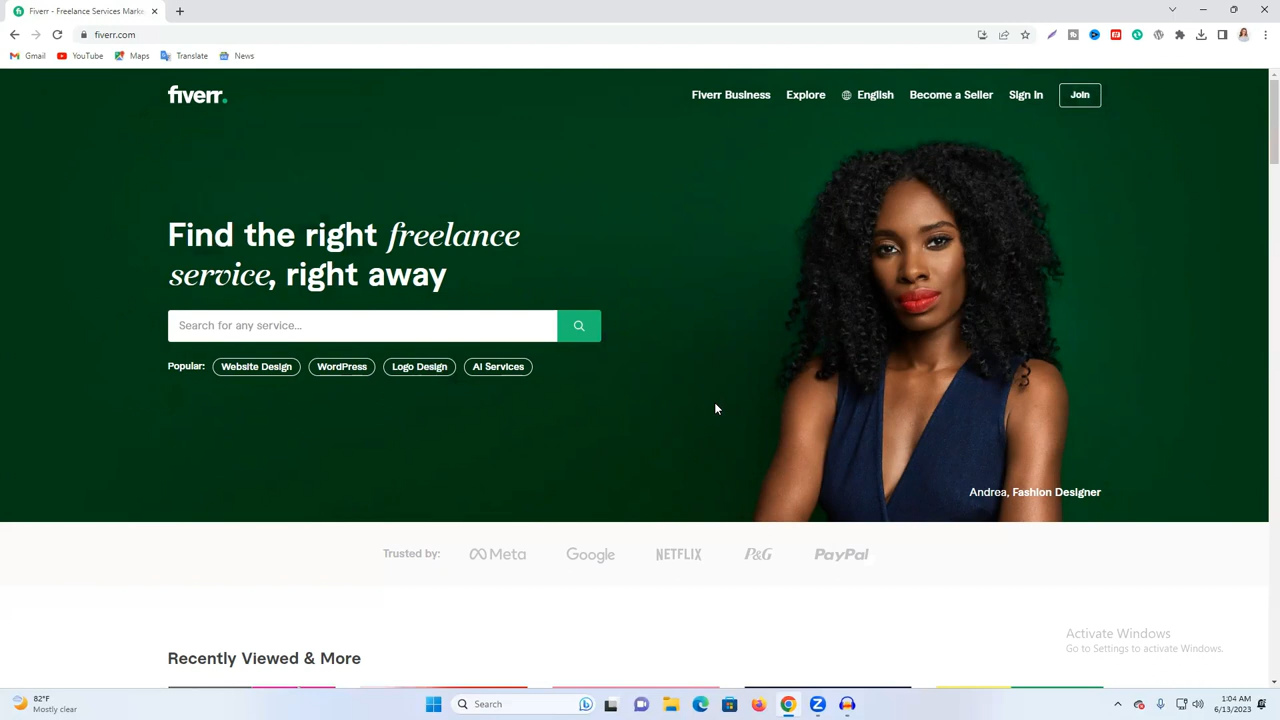 Fiverr - Freelance Services Marke
fiverr.com
Gmail
YouTube
Maps
Translate
News
fiverr.
Fiverr Business
Explore
English
Become a Seller
Sign in
Join
Find the right freelance
service, right away
Search for any service...
Popular:
Website Design
WordPress
Logo Design
AI Services
Andrea, Fashion Designer
Trusted by:
Meta
Google
NETFLIX
P&G
PayPal
Recently Viewed & More
Activate Windows
Go to Settings to activate Windows.
82°F
Mostly clear
Search
1:04 AM
6/13/2023